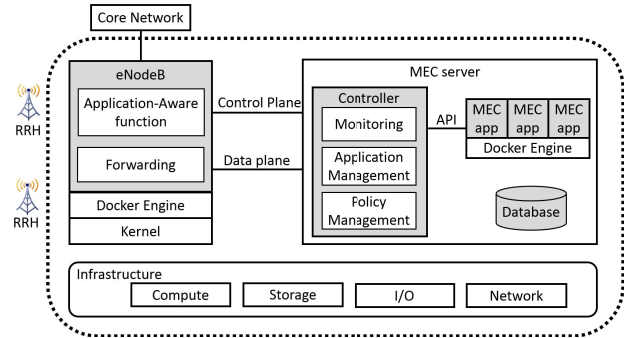 Core Network
eNodeB
Application-Aware
function
Forwarding
Docker Engine
Kernel
RRH
RRH
Control Plane
Data plane
MEC server
Controller
Monitoring
Application
Management
Policy
Management
API
MEC
app
MEC
app
MEC
app
Docker Engine
Database
Infrastructure
Compute
Storage
I/O
Network